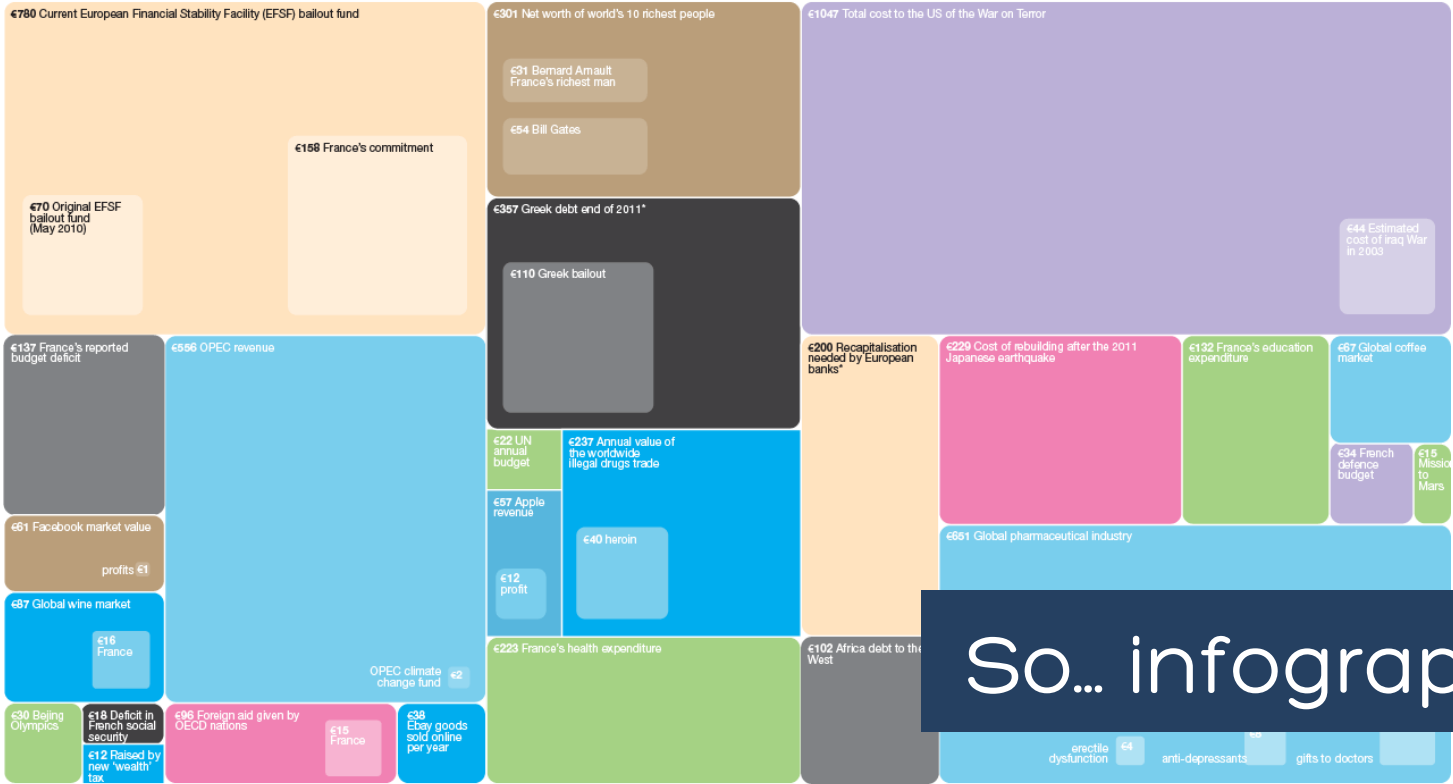 €780 Current European Financial Stability Facility (EFSF) bailout fund
€158 France's commitment
€70 Original EFSF
bailout fund
(May 2010)
€301 Net worth of world's 10 richest people
€31 Bernard Arnault
France's richest man
€54 Bill Gates
€1047 Total cost to the US of the War on Terror
€44 Estimated
cost of iraq War
in 2003
€357 Greek debt end of 2011*
€110 Greek bailout
€137 France's reported
budget deficit
€556 OPEC revenue
OPEC climate
change fund
€2
€200 Recapitalisation
needed by European
banks*
€229 Cost of rebuilding after the 2011
Japanese earthquake
€132 France's education
expenditure
€67 Global coffee
market
€34 French
defence
budget
€15
Mission
to
Mars
€22 UN
annual
budget
€237 Annual value of
the worldwide
illegal drugs trade
€40 heroin
€57 Apple
revenue
€12
profit
€61 Facebook market value
profits €1
€87 Global wine market
€16
France
€651 Global pharmaceutical industry
So... infograp
€223 France's health expenditure
€102 Africa debt to the
West
€30 Bejing
Olympics
€18 Deficit in
French social
security
€12 Raised by
new 'wealth'
tax
€96 Foreign aid given by
OECD nations
€15
France
€38
Ebay goods
sold online
per year
erectile
dysfunction
€4
anti-depressants
gifts to doctors